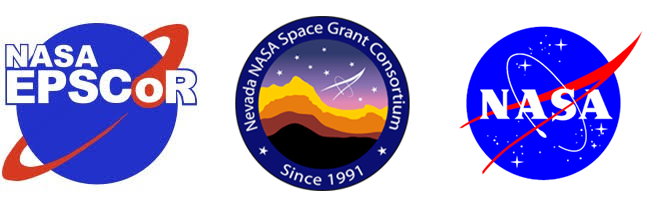 NASA
EPSCoR
Nevada NASA Space Grant Consortium
Since 1991
NASA